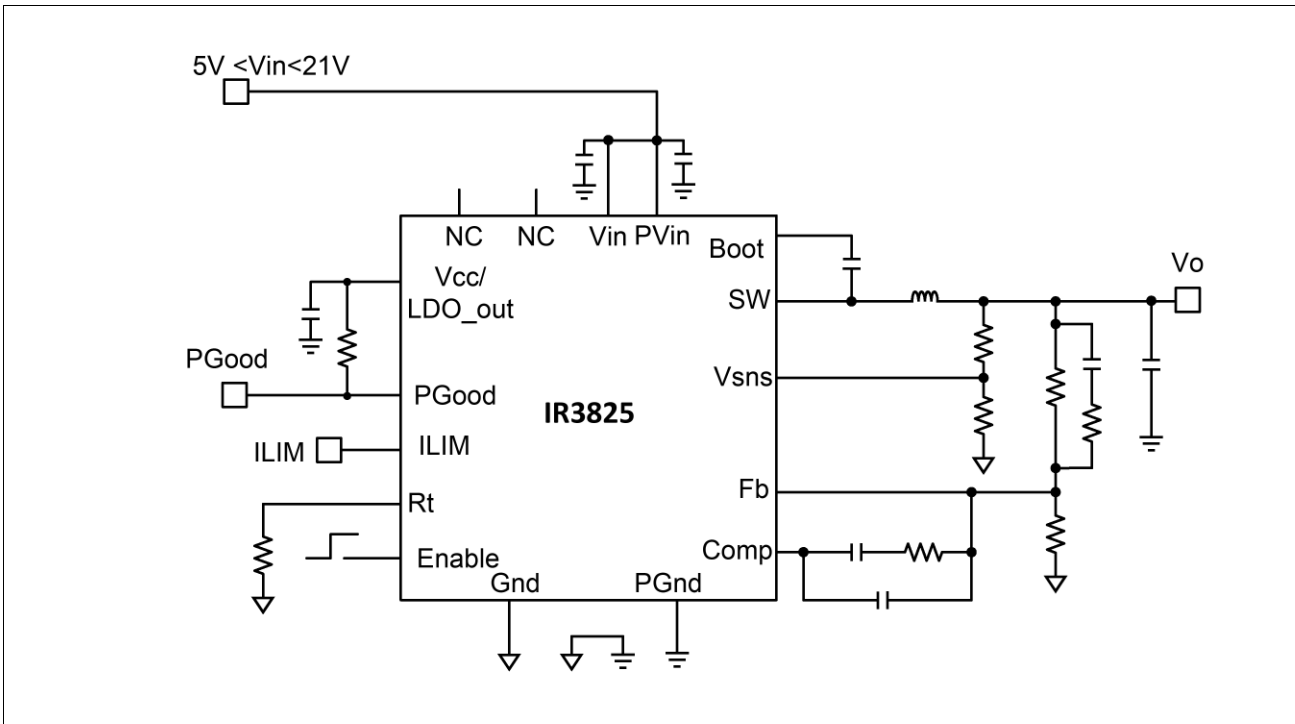 5V <Vin<21V
NC
NC
Vin
PVin
Boot
Vcc/
LDO_out
SW
Vo
PGood
Vsns
PGood
IR3825
ILIM
ILIM
Fb
Rt
Comp
Enable
Gnd
PGnd